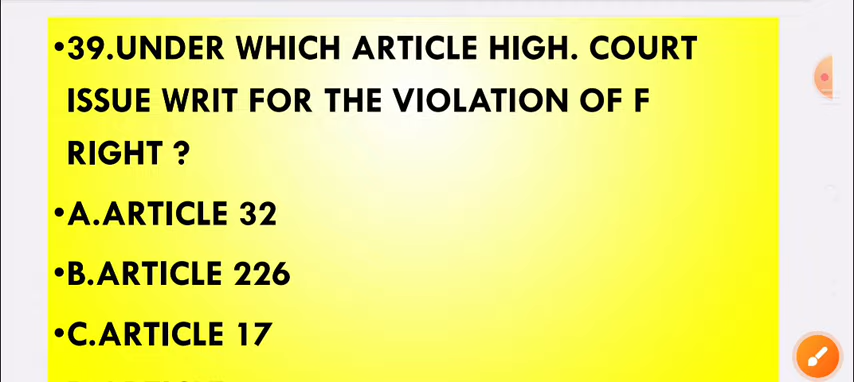 •39.UNDER WHICH ARTICLE HIGH. COURT
ISSUE WRIT FOR THE VIOLATION OF F
RIGHT ?
•A.ARTICLE 32
•B.ARTICLE 226
•C.ARTICLE 17